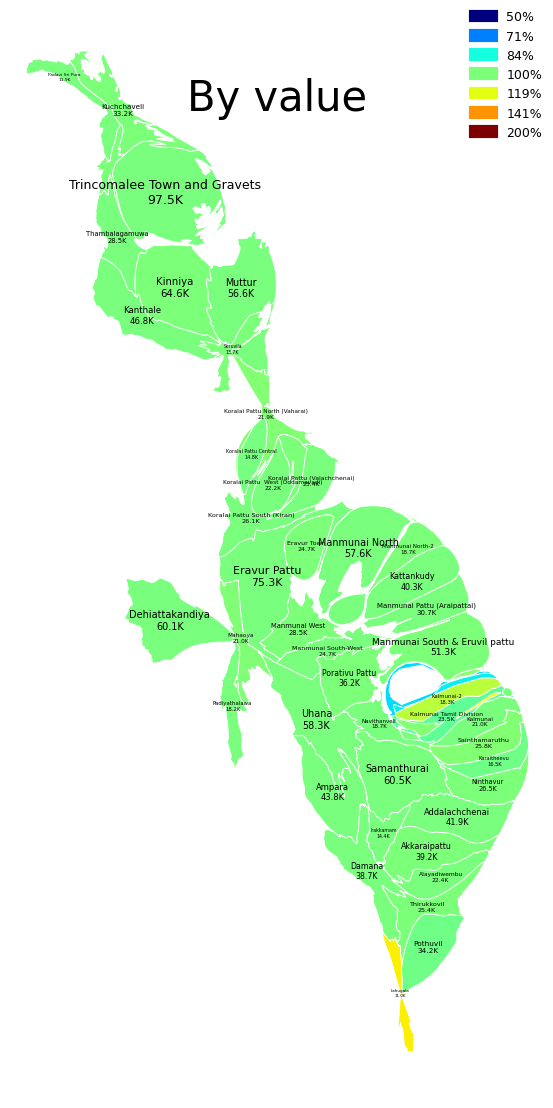 50%
71%
84%
100%
119%
141%
200%
By value
Padavi Sri Pura
11.9K
Kuchchaveli
33.2K
Trincomalee Town and Gravets
97.5K
Thambalagamuwa
28.5K
Kinniya
64.6K
Muttur
56.6K
Kanthale
46.8K
Seruvila
13.7K
Koralai Pattu North (Vaharai)
21.9K
Koralai Pattu Central
14.8K
Koralai Pattu (Valachchenai)
Koralai Pattu West (Oddamavadi)
22.2K
Koralai Pattu South (Kiran)
26.1K
Eravur Town
24.7K
Manmunai North
57.6K
Manmunai North-2
18.7K
Eravur Pattu
75.3K
Kattankudy
40.3K
Manmunai Pattu (Araipattai)
30.7K
Dehiattakandiya
60.1K
Manmunai West
28.5K
Mahaoya
21.0K
Manmunai South-West
24.7K
Manmunai South & Eruvil pattu
51.3K
Porativu Pattu
36.2K
Padiyathalawa
18.2K
Kalmunai-2
18.3K
Kalmunai Tamil Division
23.5K
Kalmunai
21.0K
Uhana
58.3K
Navithanveli
18.7K
Sainthamaruthu
25.8K
Karaitheevu
16.5K
Samanthurai
60.5K
Ninthavur
26.5K
Ampara
43.8K
Addalachchenai
41.9K
Irakkamam
14.4K
Akkaraipattu
39.2K
Damana
38.7K
Alayadiwembu
22.4K
Thirukkovil
25.4K
Pothuvil
34.2K
Lahugala
11.0K